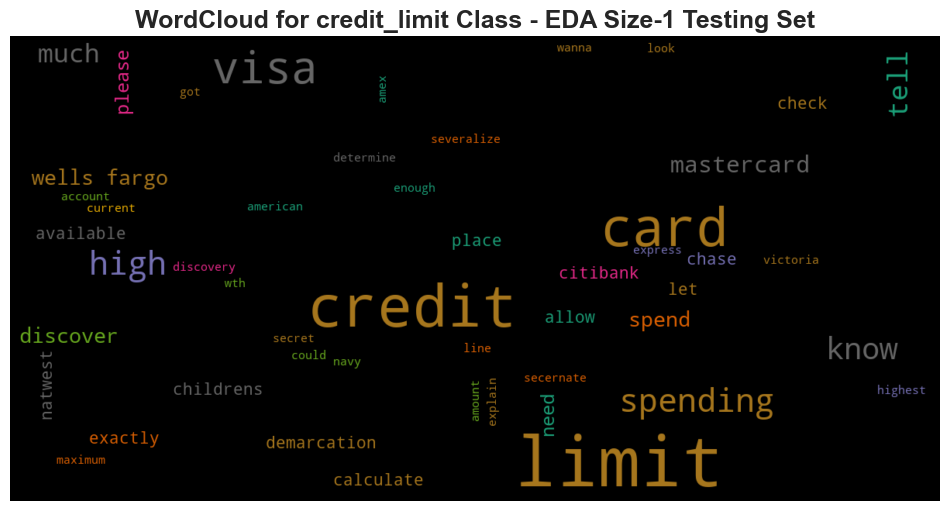 WordCloud for credit_limit Class - EDA Size-1 Testing Set
much
please
visa
got
amex
wanna
look
tell
check
severalize
determine
mastercard
wells fargo
enough
account
current
american
available
place
card
high
discovery
express
chase
victoria
citibank
wth
let
credit
allow
spend
discover
secret
line
know
could
navy
natwest
childrens
secernate
amount
explain
need
spending
highest
exactly
demarcation
limit
maximum
calculate